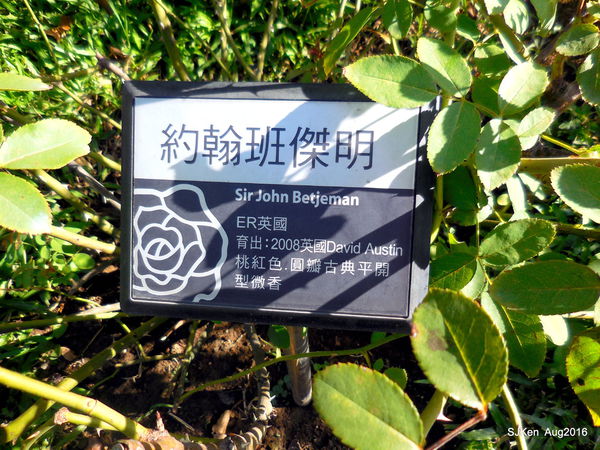 約翰班傑明
Sir John Betjeman
ER英國
育出：2008英國David Austin
桃紅色.圓瓣古典平開
型微香
SJKen Aug2016